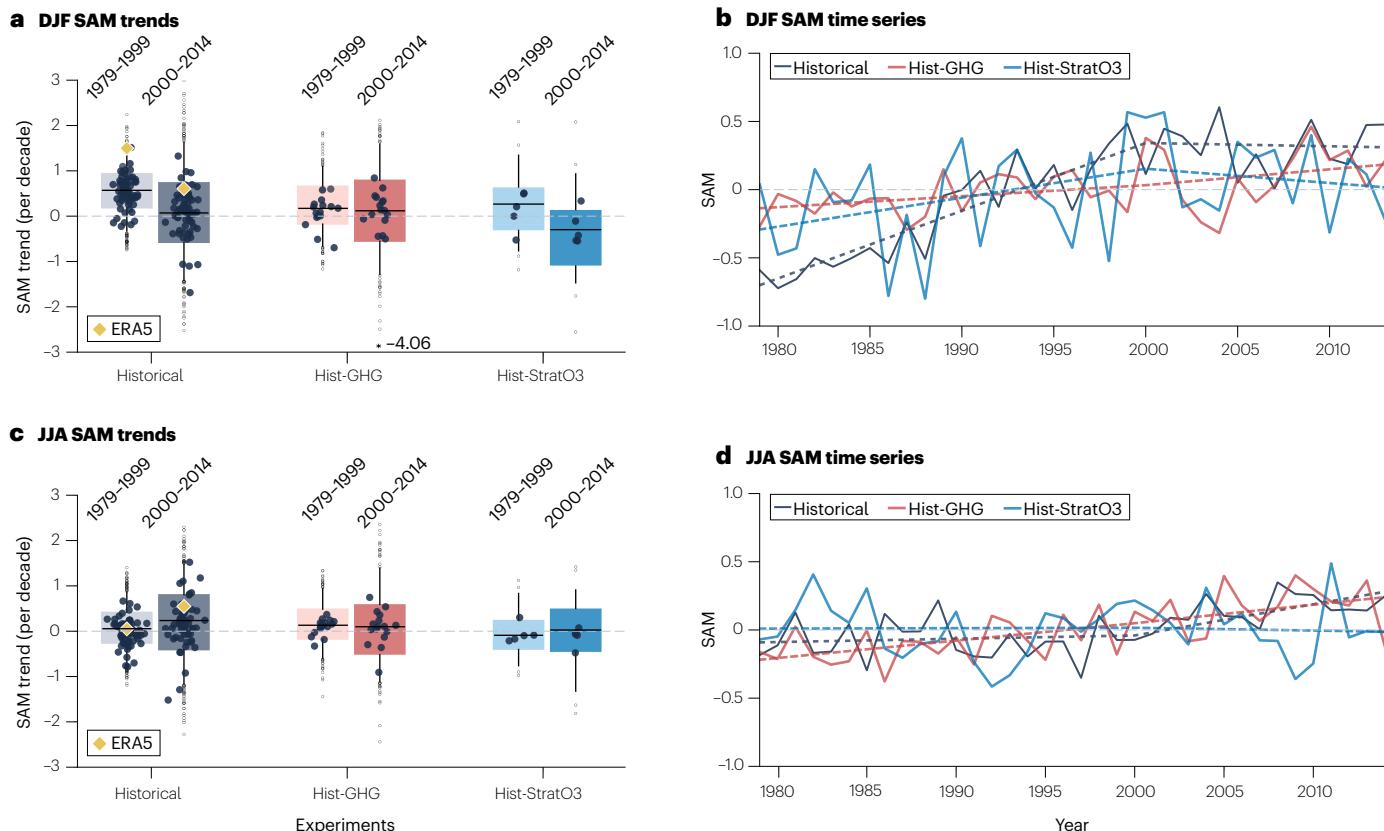 a DJF SAM trends
1979–1999
2000–2014
1979–1999
2000–2014
1979–1999
2000–2014
SAM trend (per decade)
3
2
1
0
–1
–2
–3
ERA5
* –4.06
Historical
Hist-GHG
Hist-StratO3
b DJF SAM time series
Historical Hist-GHG Hist-StratO3
SAM
1.0
0.5
0
–0.5
–1.0
1980 1985 1990 1995 2000 2005 2010
c JJA SAM trends
1979–1999
2000–2014
1979–1999
2000–2014
1979–1999
2000–2014
SAM trend (per decade)
3
2
1
0
–1
–2
–3
ERA5
Historical
Hist-GHG
Hist-StratO3
Experiments
d JJA SAM time series
Historical Hist-GHG Hist-StratO3
SAM
1.0
0.5
0
–0.5
–1.0
1980 1985 1990 1995 2000 2005 2010
Year